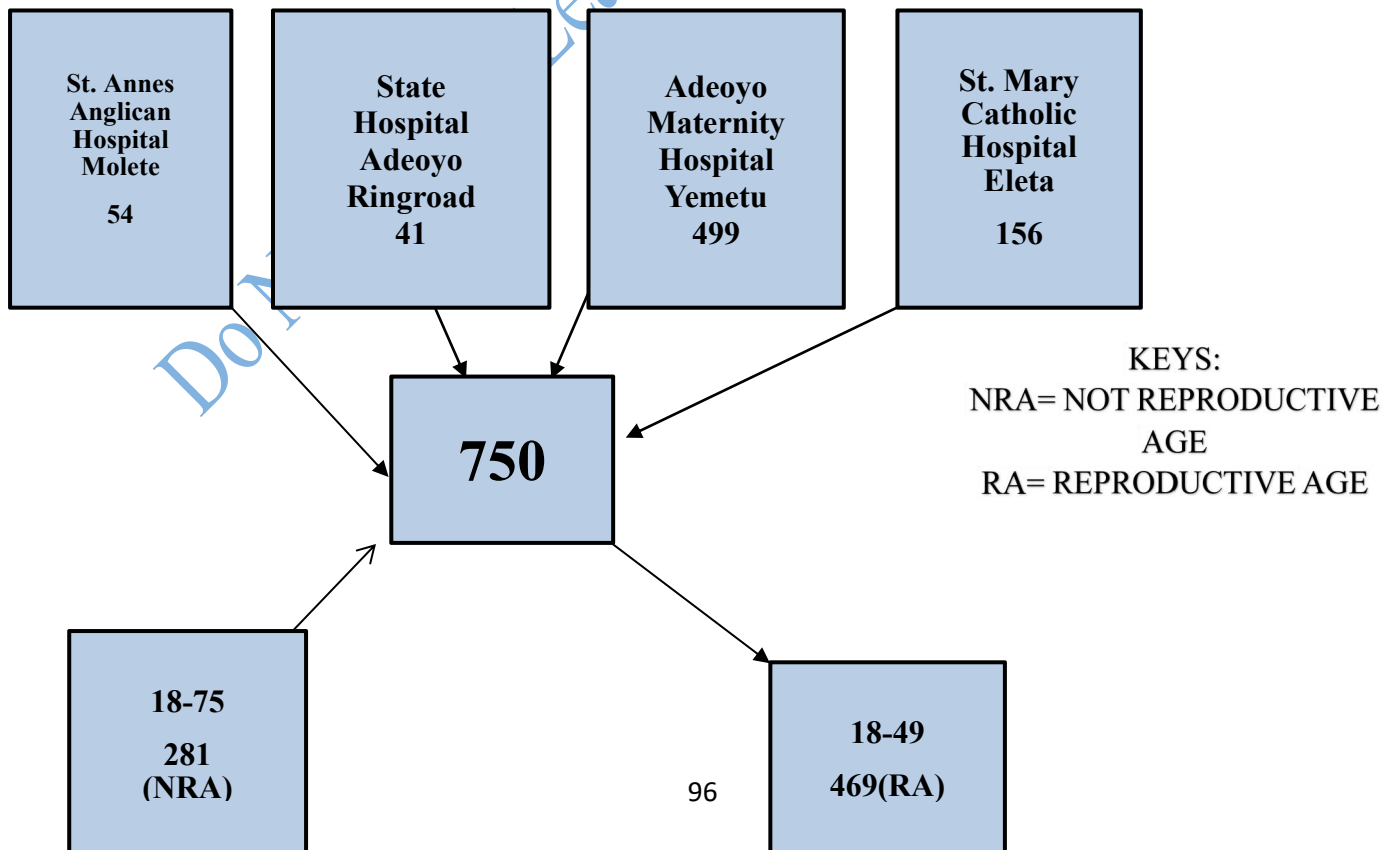 St. Annes
Anglican
Hospital
Molete
54
State
Hospital
Adeoyo
Ringroad
41
Adeoyo
Maternity
Hospital
Yemetu
499
St. Mary
Catholic
Hospital
Eleta
156
Do
750
KEYS:
NRA= NOT REPRODUCTIVE
AGE
RA= REPRODUCTIVE AGE
18-75
281
(NRA)
18-49
469(RA)
96